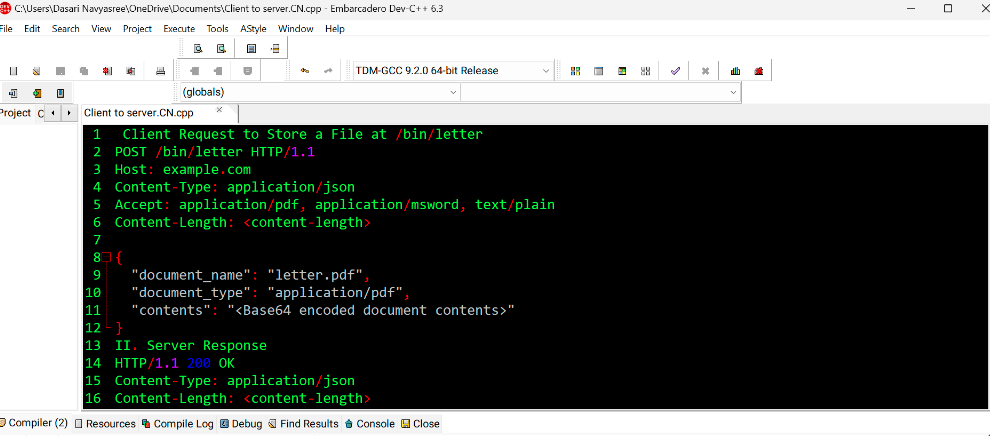 C:\Users\Dasari Navyasree\OneDrive\Documents\Client to server.CN.cpp - Embarcadero Dev-C++ 6.3
File Edit Search View Project Execute Tools AStyle Window Help
TDM-GCC 9.2.0 64-bit Release
(globals)
Project C Client to server.CN.cpp
1 Client Request to Store a File at /bin/letter
2 POST /bin/letter HTTP/1.1
3 Host: example.com
4 Content-Type: application/json
5 Accept: application/pdf, application/msword, text/plain
6 Content-Length: <content-length>
7
8 {
9 "document_name": "letter.pdf",
10 "document_type": "application/pdf",
11 "contents": "<Base64 encoded document contents>"
12 }
13 II. Server Response
14 HTTP/1.1 200 OK
15 Content-Type: application/json
16 Content-Length: <content-length>
Compiler (2) Resources Compile Log Debug Find Results Console Close